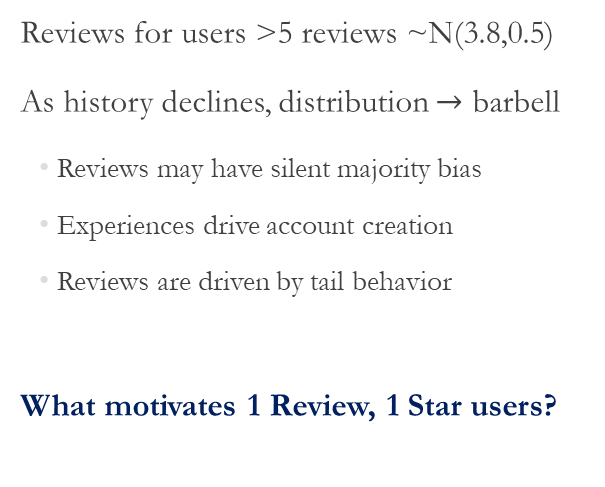 Reviews for users >5 reviews ~N(3.8,0.5)
As history declines, distribution → barbell
• Reviews may have silent majority bias
• Experiences drive account creation
• Reviews are driven by tail behavior
What motivates 1 Review, 1 Star users?